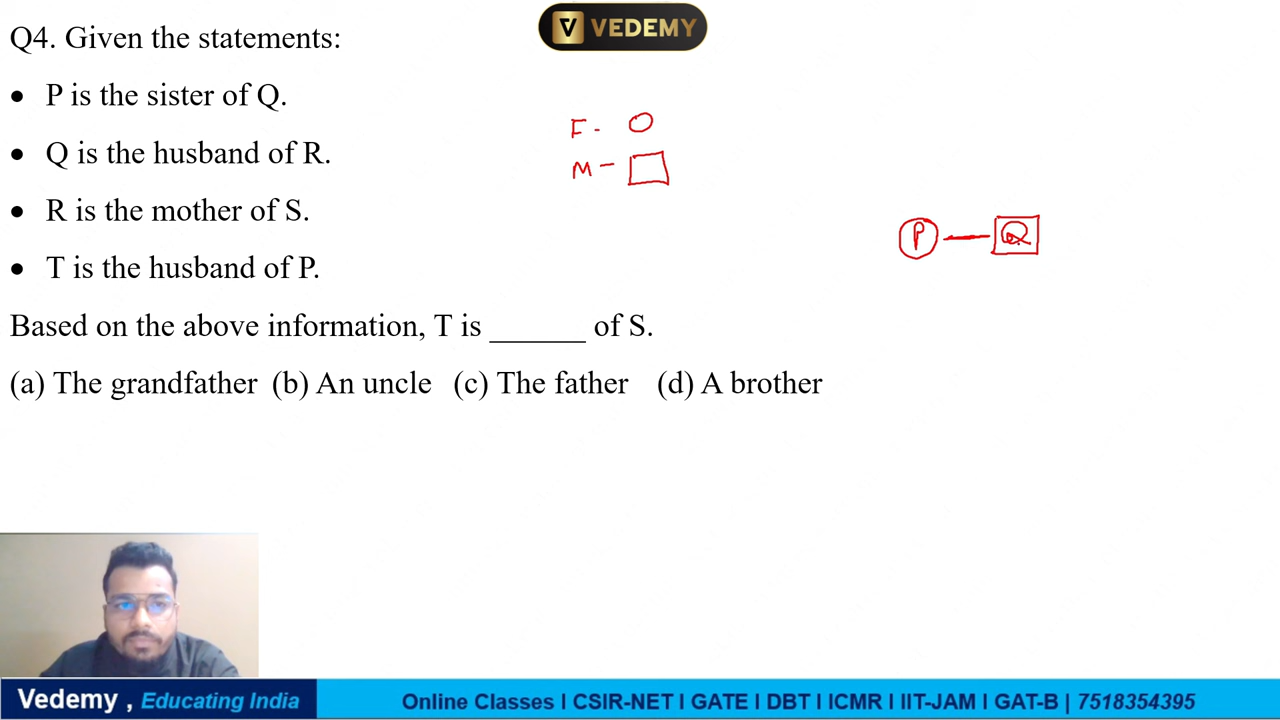 VEDEMY
Q4. Given the statements:
• P is the sister of Q.
• Q is the husband of R.
• R is the mother of S.
• T is the husband of P.
Based on the above information, T is ______ of S.
(a) The grandfather (b) An uncle (c) The father (d) A brother
F -
M -
P — Q
Vedemy , Educating India
Online Classes I CSIR-NET I GATE I DBT I ICMR I IIT-JAM I GAT-B | 7518354395